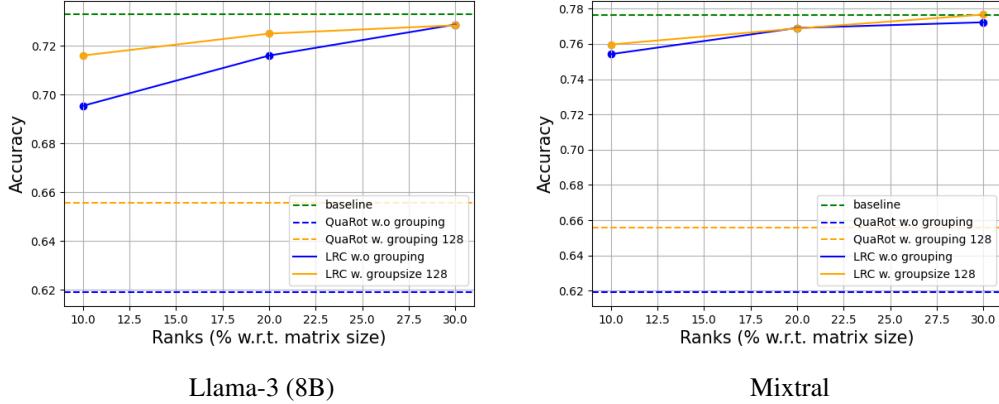 0.72
0.70
0.68
0.66
0.64
0.62
Accuracy
baseline
QuaRot w.o grouping
QuaRot w. grouping 128
LRC w.o grouping
LRC w. groupsize 128
10.0 12.5 15.0 17.5 20.0 22.5 25.0 27.5 30.0
Ranks (% w.r.t. matrix size)
Llama-3 (8B)
0.78
0.76
0.74
0.72
0.70
0.68
0.66
0.64
0.62
Accuracy
baseline
QuaRot w.o grouping
QuaRot w. grouping 128
LRC w.o grouping
LRC w. groupsize 128
10.0 12.5 15.0 17.5 20.0 22.5 25.0 27.5 30.0
Ranks (% w.r.t. matrix size)
Mixtral